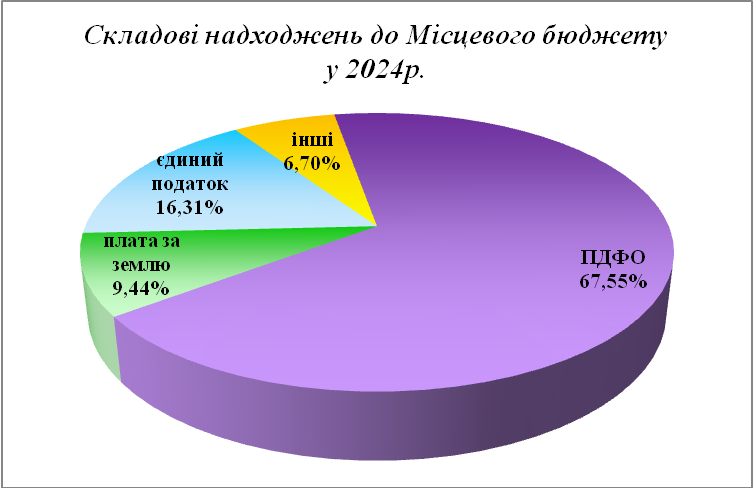 Складові надходжень до Місцевого бюджету
у 2024р.
інші
6,70%
єдиний
податок
16,31%
плата за
землю
9,44%
ПДФО
67,55%